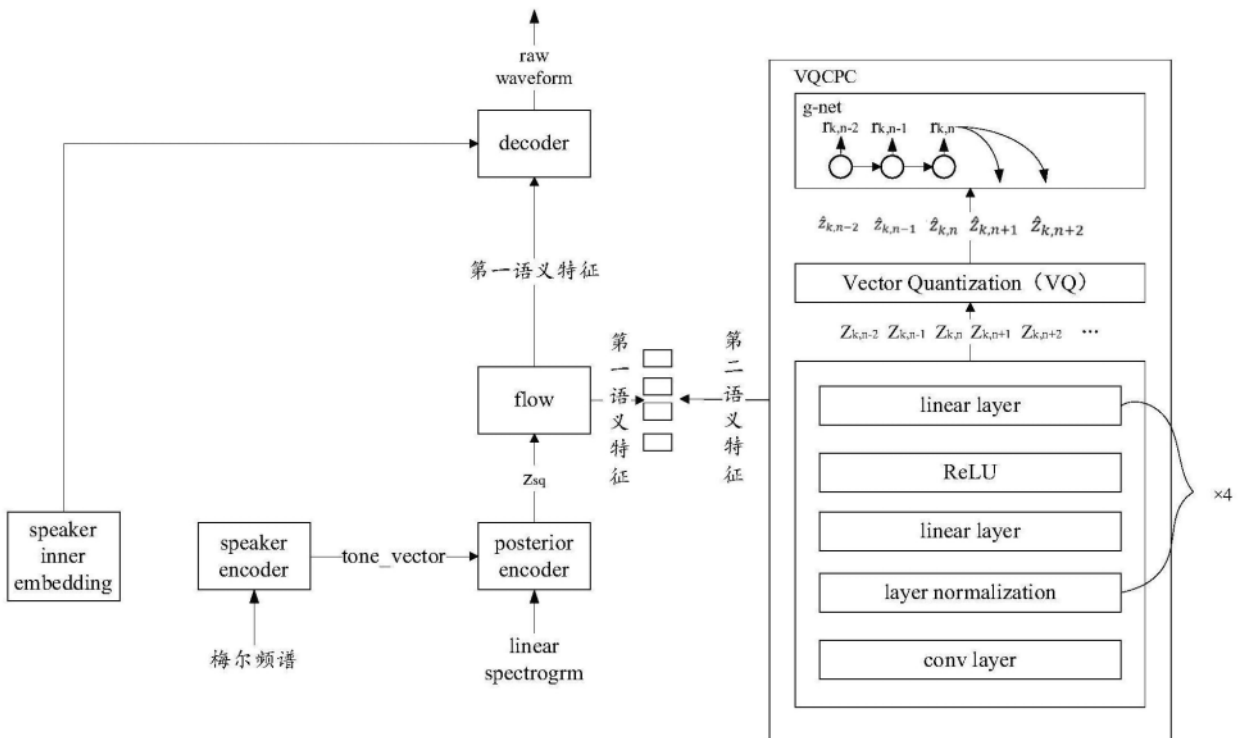 raw
waveform
decoder
第一语义特征
flow
第一语义特征
第二语义特征
Zsq
speaker
inner
embedding
speaker
encoder
tone_vector
posterior
encoder
梅尔频谱
linear
spectrogrm
VQCPC
g-net
rk,n-2 rk,n-1 rk,n
ẑk,n−2 ẑk,n−1 ẑk,n ẑk,n+1 ẑk,n+2
Vector Quantization（VQ）
Zk,n-2 Zk,n-1 Zk,n Zk,n+1 Zk,n+2 ···
linear layer
ReLU
linear layer
layer normalization
conv layer
×4